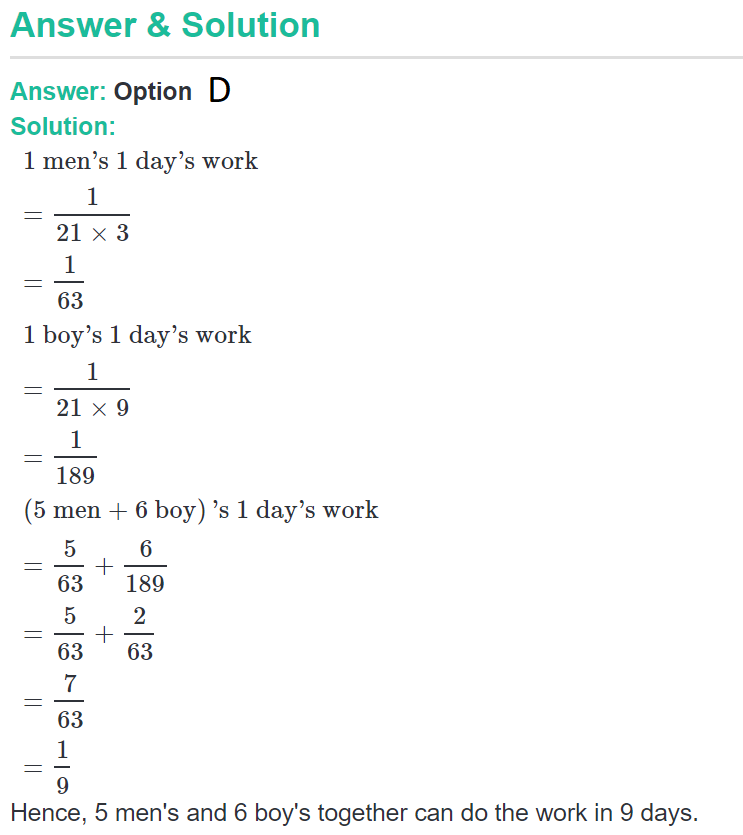 Answer & Solution
Answer: Option D
Solution:
1 men’s 1 day’s work
= 1 / 21 × 3
= 1 / 63
1 boy’s 1 day’s work
= 1 / 21 × 9
= 1 / 189
(5 men + 6 boy) ’s 1 day’s work
= 5 / 63 + 6 / 189
= 5 / 63 + 2 / 63
= 7 / 63
= 1 / 9
Hence, 5 men's and 6 boy's together can do the work in 9 days.